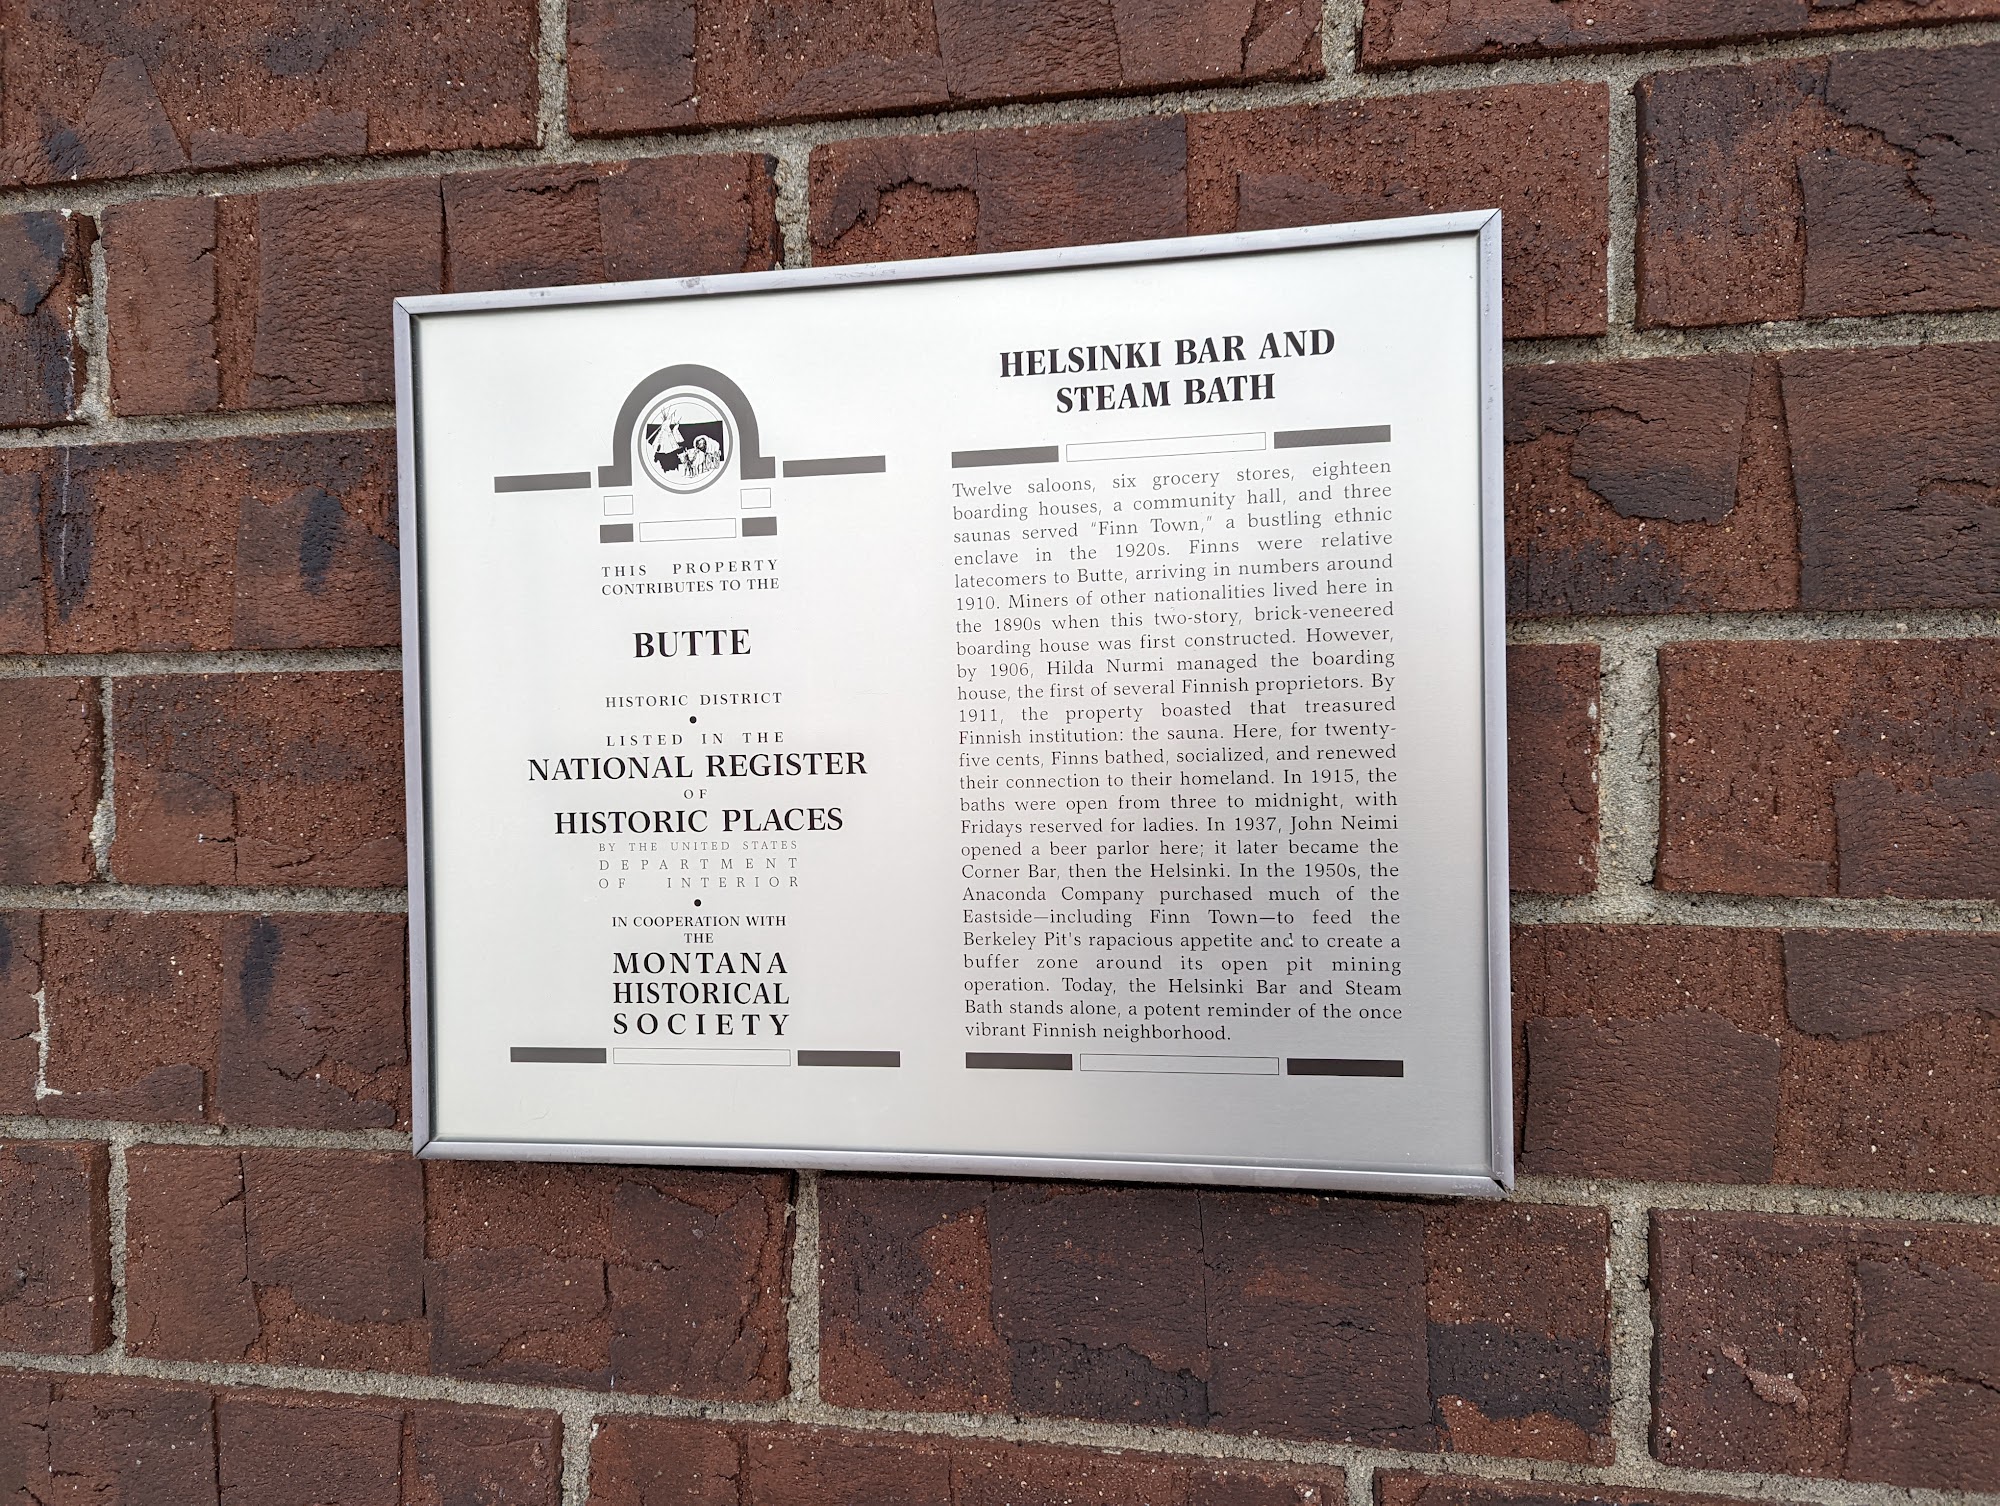 THIS PROPERTY
CONTRIBUTES TO THE
BUTTE
HISTORIC DISTRICT
•
LISTED IN THE
NATIONAL REGISTER
OF
HISTORIC PLACES
BY THE UNITED STATES
DEPARTMENT
OF INTERIOR
•
IN COOPERATION WITH
THE
MONTANA
HISTORICAL
SOCIETY
HELSINKI BAR AND
STEAM BATH
Twelve saloons, six grocery stores, eighteen
boarding houses, a community hall, and three
saunas served "Finn Town," a bustling ethnic
enclave in the 1920s. Finns were relative
latecomers to Butte, arriving in numbers around
1910. Miners of other nationalities lived here in
the 1890s when this two-story, brick-veneered
boarding house was first constructed. However,
by 1906, Hilda Nurmi managed the boarding
house, the first of several Finnish proprietors. By
1911, the property boasted that treasured
Finnish institution: the sauna. Here, for twenty-
five cents, Finns bathed, socialized, and renewed
their connection to their homeland. In 1915, the
baths were open from three to midnight, with
Fridays reserved for ladies. In 1937, John Neimi
opened a beer parlor here; it later became the
Corner Bar, then the Helsinki. In the 1950s, the
Anaconda Company purchased much of the
Eastside—including Finn Town—to feed the
Berkeley Pit's rapacious appetite and to create a
buffer zone around its open pit mining
operation. Today, the Helsinki Bar and Steam
Bath stands alone, a potent reminder of the once
vibrant Finnish neighborhood.